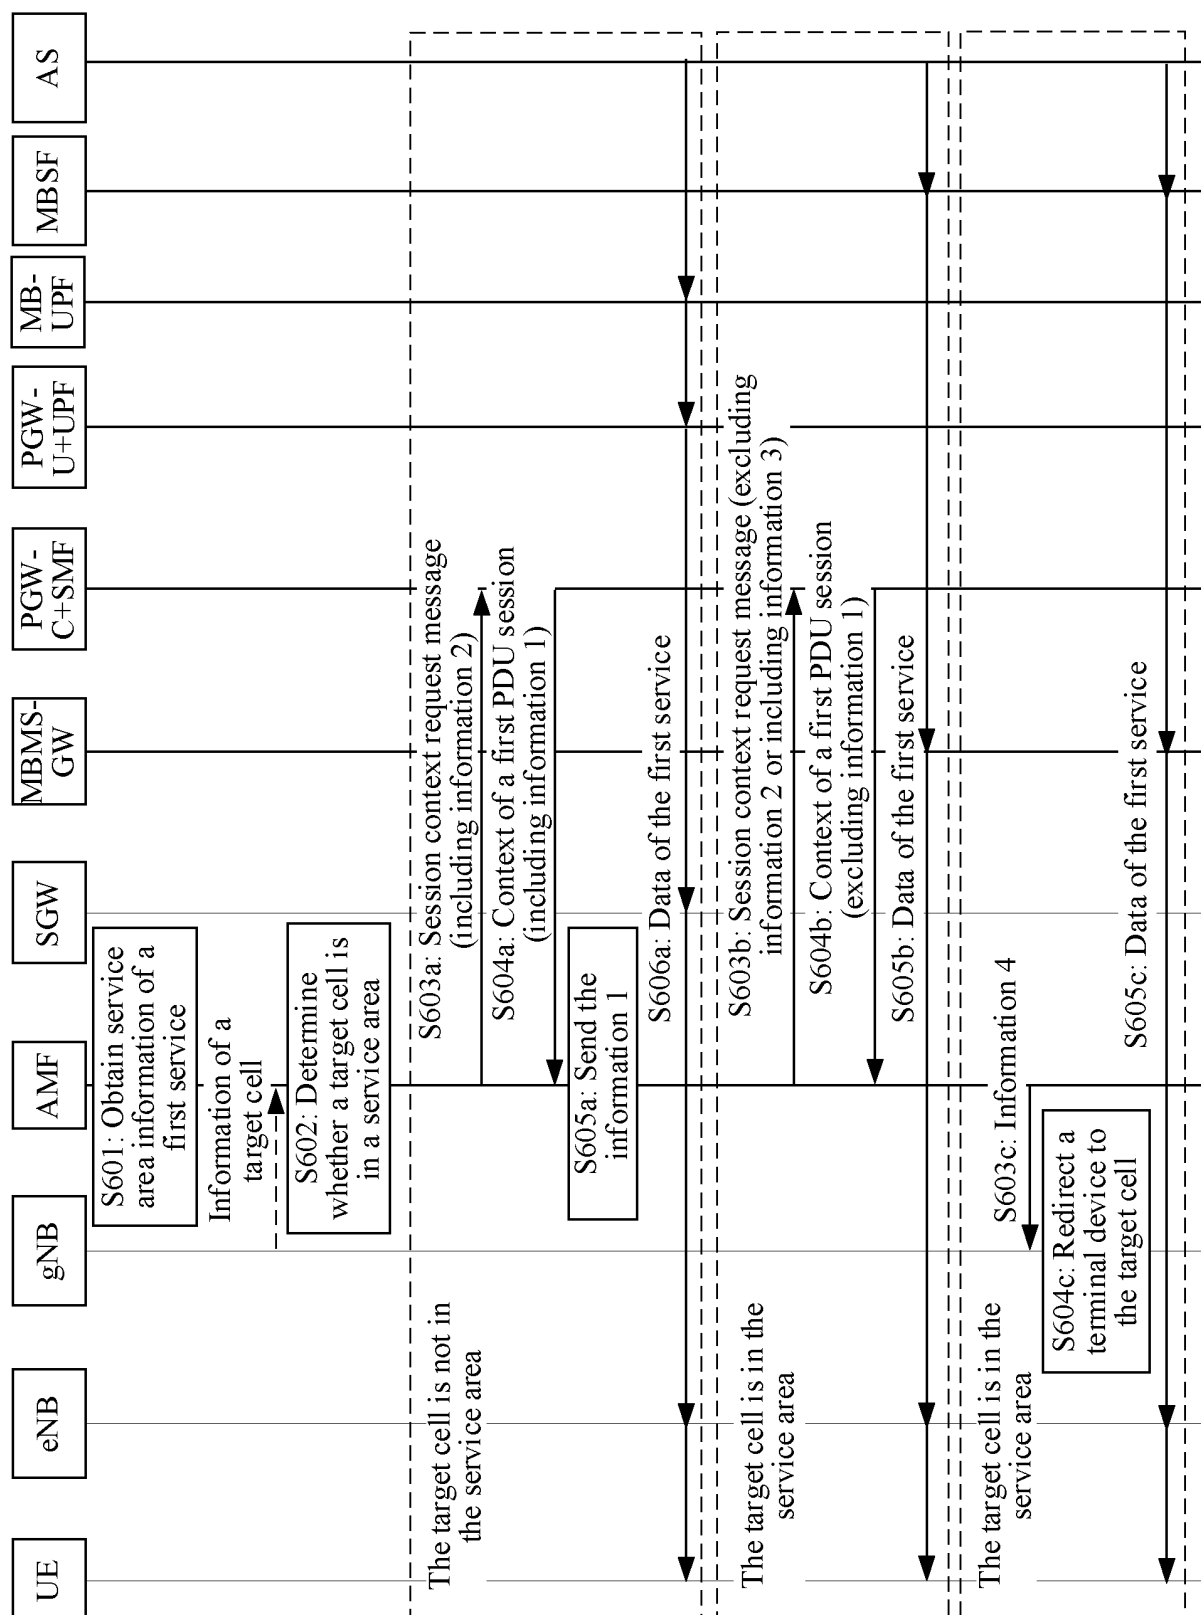 UE
eNB
gNB
AMF
SGW
MBMS-
GW
PGW-
C+SMF
PGW-
U+UPF
MB-
UPF
MBSF
AS
S601: Obtain service
area information of a
first service
Information of a
target cell
S602: Determine
whether a target cell is
in a service area
The target cell is not in
the service area
S603a: Session context request message
(including information 2)
S604a: Context of a first PDU session
(including information 1)
S605a: Send the
information 1
S606a: Data of the first service
The target cell is in the
service area
S603b: Session context request message (excluding
information 2 or including information 3)
S604b: Context of a first PDU session
(excluding information 1)
S605b: Data of the first service
The target cell is in the
service area
S603c: Information 4
S604c: Redirect a
terminal device to
the target cell
S605c: Data of the first service